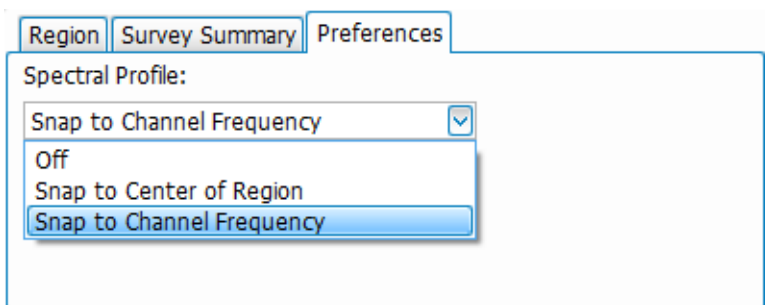 Region Survey Summary Preferences
Spectral Profile:
Snap to Channel Frequency
Off
Snap to Center of Region
Snap to Channel Frequency